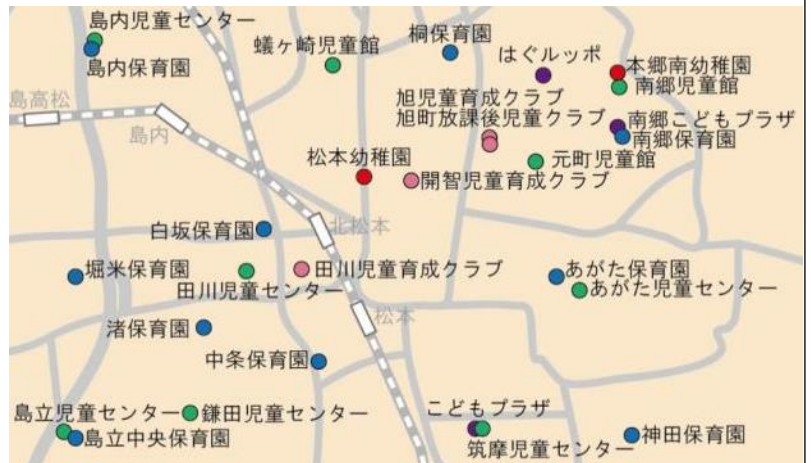 島内児童センター
島内保育園
蟻ヶ崎児童館
桐保育園
はぐルッポ
本郷南幼稚園
南郷児童館
島高松
島内
旭児童育成クラブ
旭町放課後児童クラブ
南郷こどもプラザ
南郷保育園
松本幼稚園
開智児童育成クラブ
元町児童館
白坂保育園
北松本
堀米保育園
田川児童センター
田川児童育成クラブ
あがた保育園
あがた児童センター
渚保育園
松本
中条保育園
島立児童センター
島立中央保育園
鎌田児童センター
こどもプラザ
筑摩児童センター
神田保育園